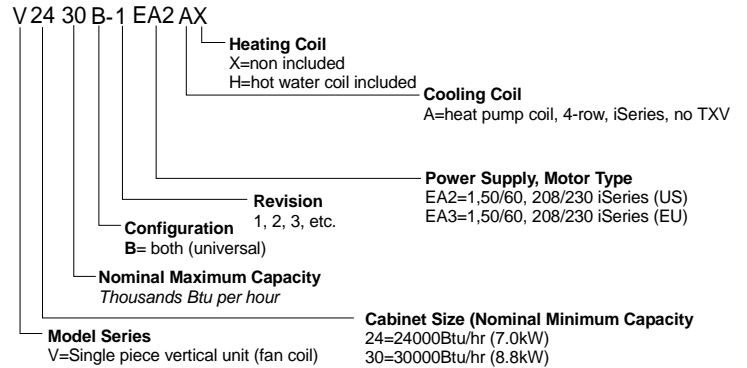 V 24 30 B-1 EA2 AX
Heating Coil
X=non included
H=hot water coil included
Cooling Coil
A=heat pump coil, 4-row, iSeries, no TXV
Power Supply, Motor Type
EA2=1,50/60, 208/230 iSeries (US)
EA3=1,50/60, 208/230 iSeries (EU)
Revision
1, 2, 3, etc.
Configuration
B= both (universal)
Nominal Maximum Capacity
Thousands Btu per hour
Cabinet Size (Nominal Minimum Capacity
24=24000Btu/hr (7.0kW)
30=30000Btu/hr (8.8kW)
Model Series
V=Single piece vertical unit (fan coil)